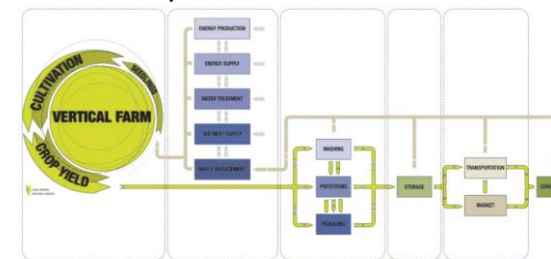 ENERGY PRODUCTION
ENERGY SUPPLY
WATER TREATMENT
NUTRIENT SUPPLY
WASTE MANAGEMENT
CULTIVATION
SEEDLINGS
VERTICAL FARM
CROP YIELD
WASHING
PROCESSING
PACKAGING
STORAGE
TRANSPORTATION
MARKET